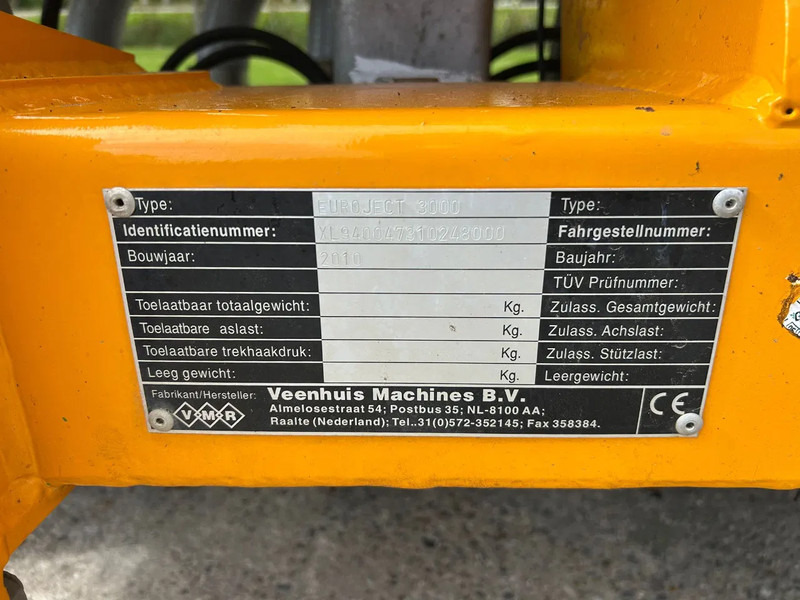 Type: EUROJECT 3000 Type:
Identificatienummer: Fahrgestellnummer:
Bouwjaar: 2010 Baujahr:
TÜV Prüfnummer:
Toelaatbaar totaalgewicht: Kg. Zulass. Gesamtgewicht:
Toelaatbare aslast: Kg. Zulass. Achslast:
Toelaatbare trekhaakdruk: Kg. Zulass. Stützlast:
Leeg gewicht: Kg. Leergewicht:
Fabrikant/Hersteller: Veenhuis Machines B.V.
VMR Almelosestraat 54; Postbus 35; NL-8100 AA;
Raalte (Nederland); Tel..31(0)572-352145; Fax 358384.
CE